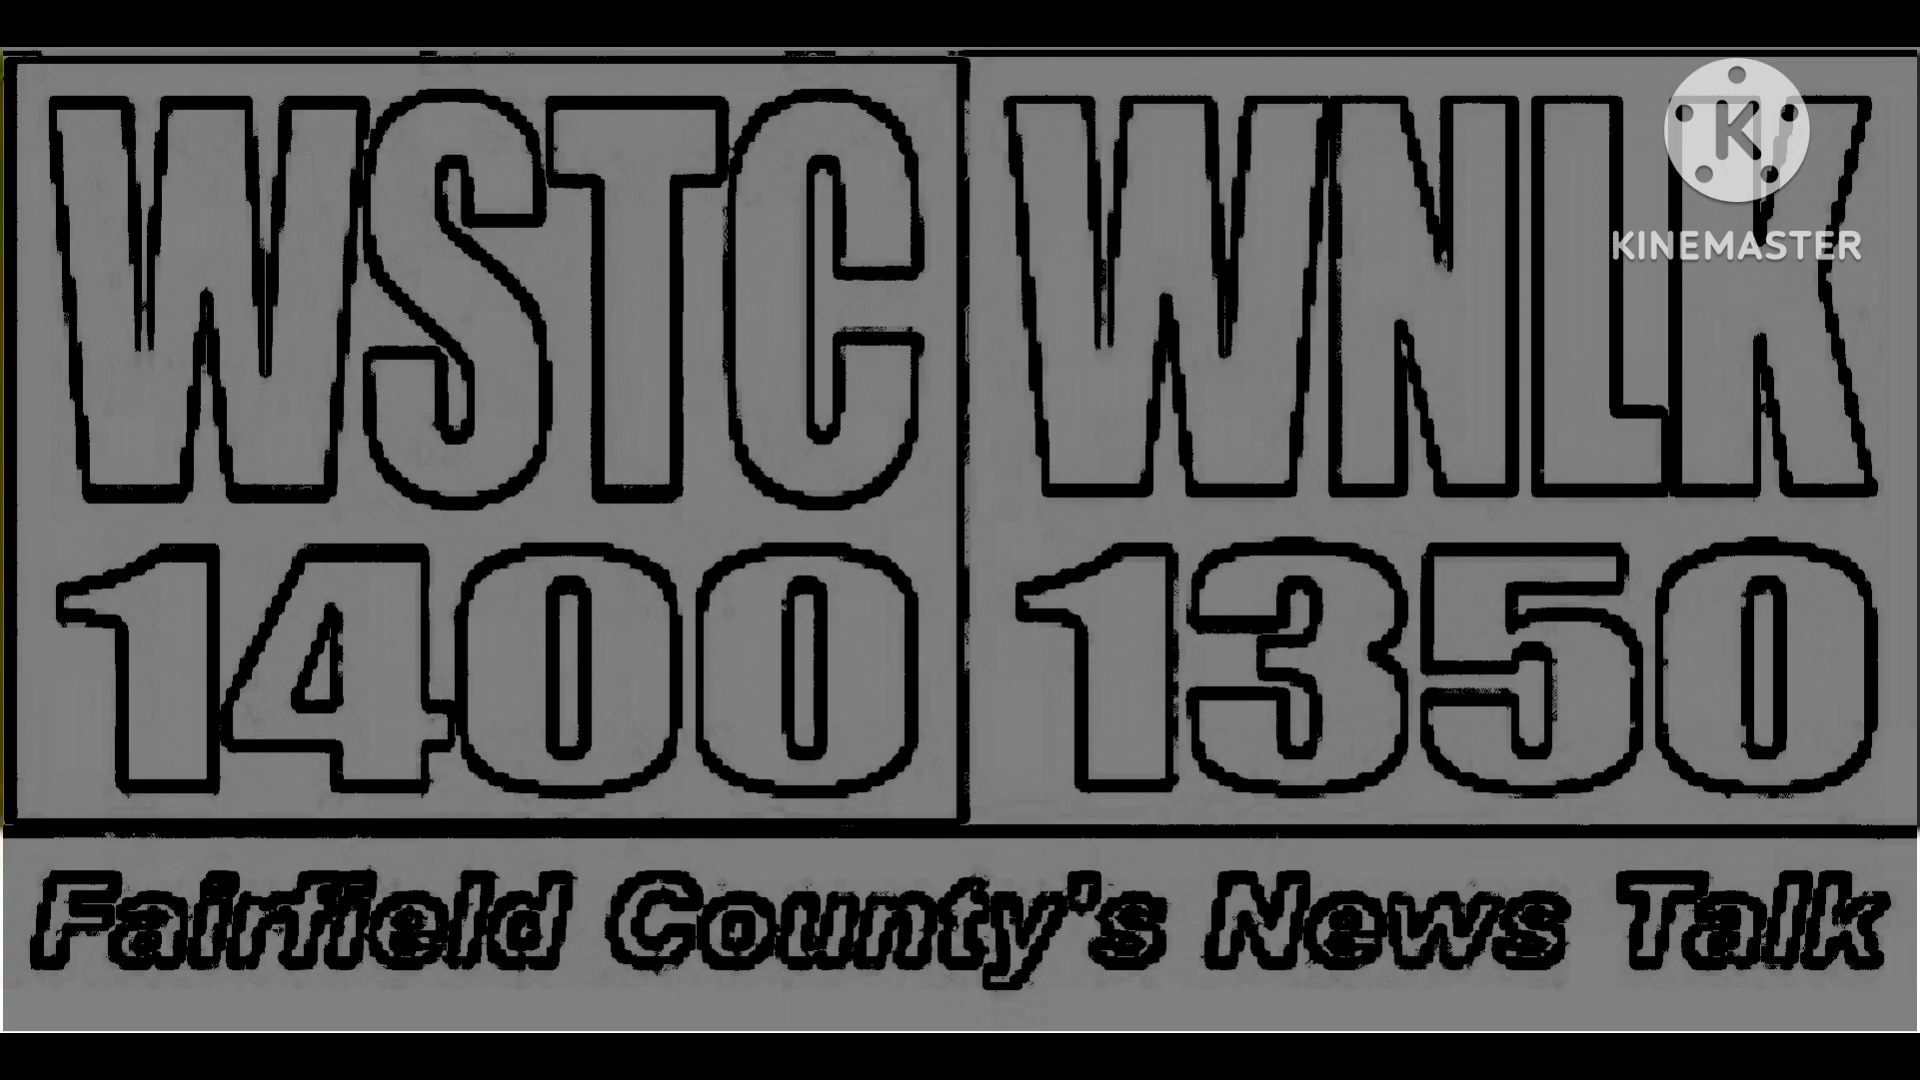 WSTC WNLK
K
KINEMASTER
1400 1350
Fairfield County's News Talk